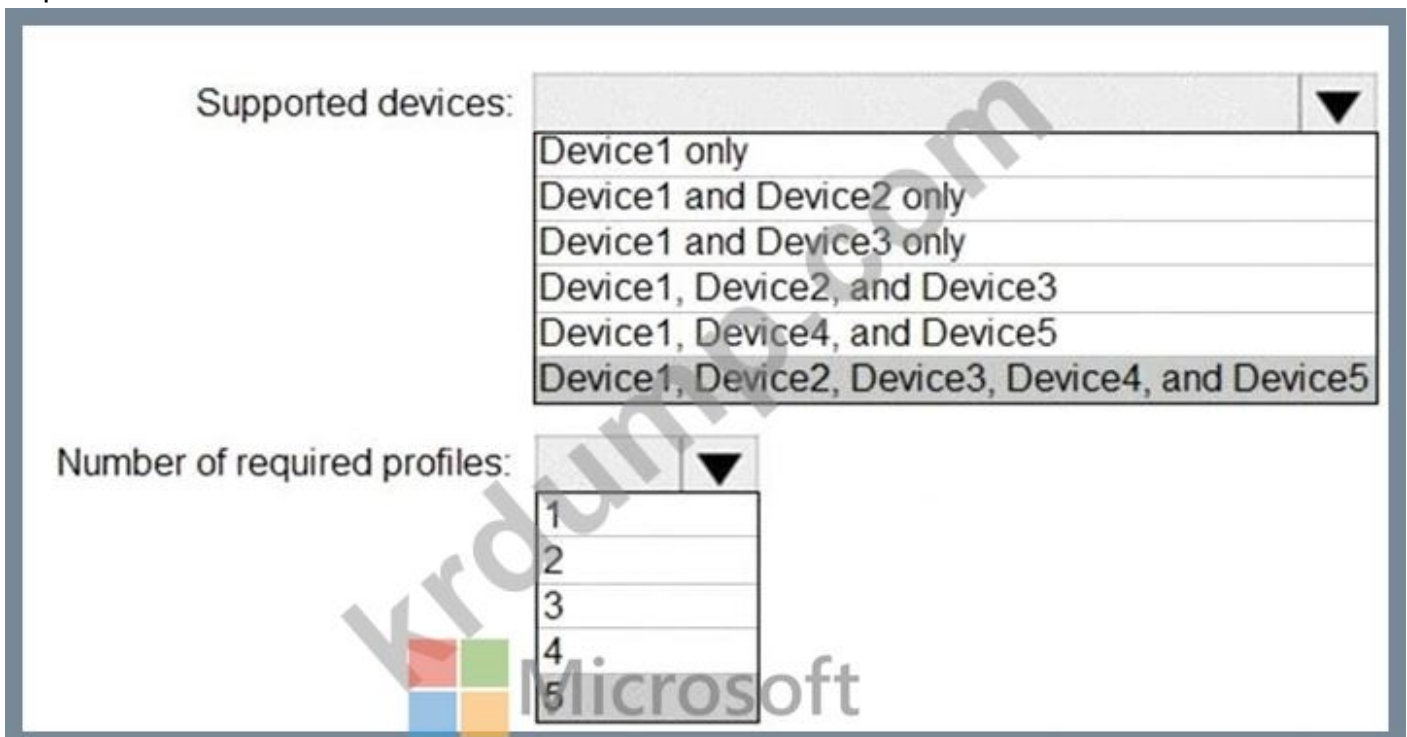 Supported devices:
Device1 only
Device1 and Device2 only
Device1 and Device3 only
Device1, Device2, and Device3
Device1, Device4, and Device5
Device1, Device2, Device3, Device4, and Device5
Number of required profiles:
1
2
3
4
5
krdump.com
Microsoft